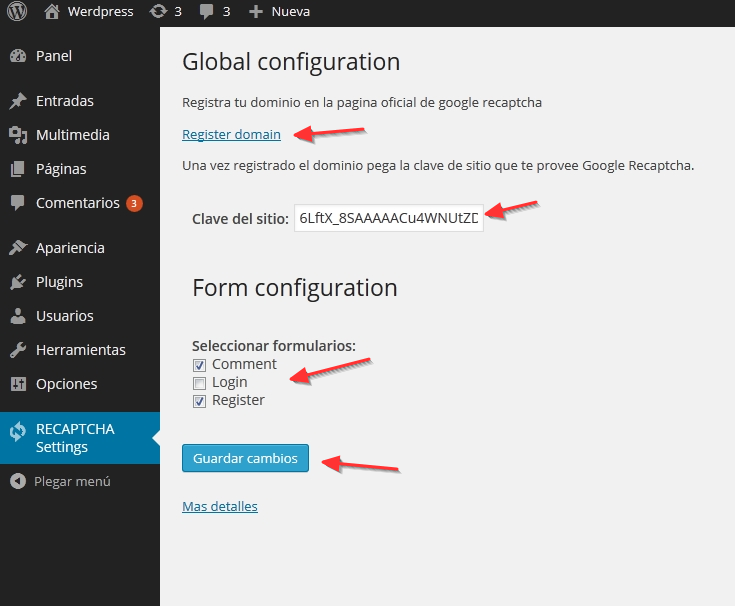 Werdpress 3 3 Nueva
Panel
Entradas
Multimedia
Páginas
Comentarios 3
Apariencia
Plugins
Usuarios
Herramientas
Opciones
RECAPTCHA
Settings
Plegar menú
Global configuration
Registra tu dominio en la pagina oficial de google recaptcha
Register domain
Una vez registrado el dominio pega la clave de sitio que te provee Google Recaptcha.
Clave del sitio: 6LftX_8SAAAAACu4WNUtZD
Form configuration
Seleccionar formularios:
Comment
Login
Register
Guardar cambios
Mas detalles